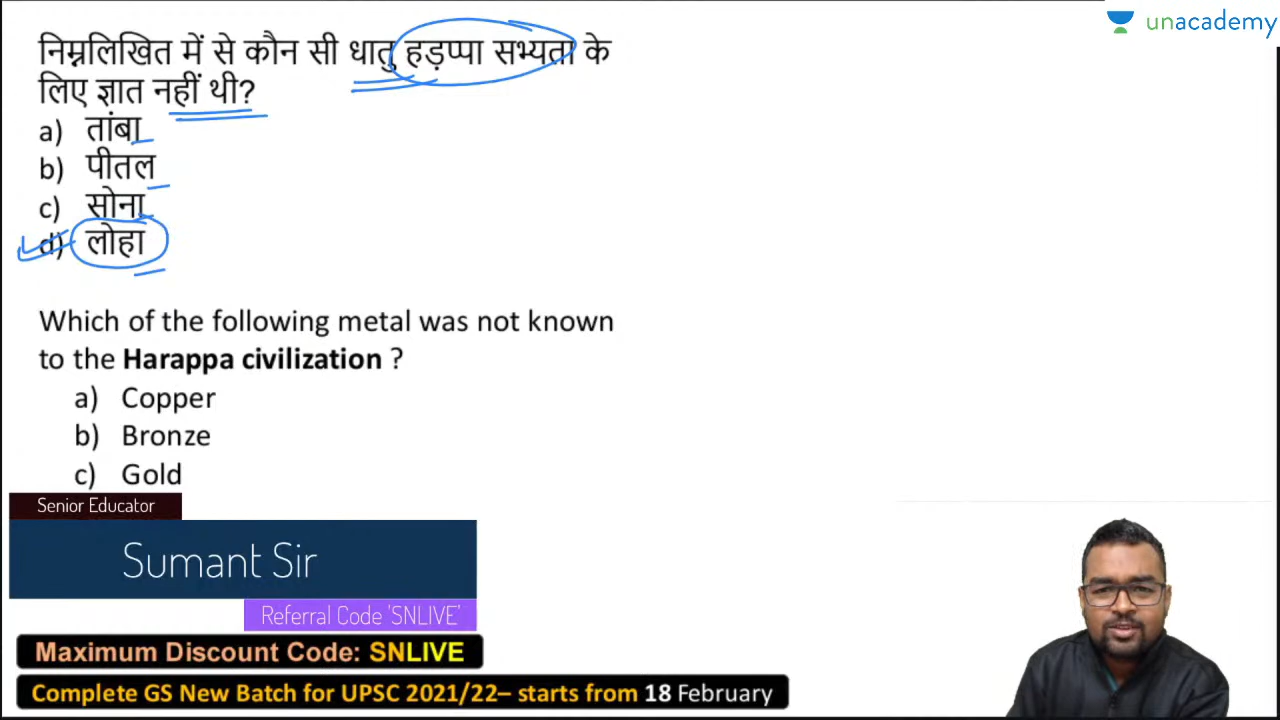 unacademy
निम्नलिखित में से कौन सी धातु हड़प्पा सभ्यता के
लिए ज्ञात नहीं थी?
a) तांबा
b) पीतल
c) सोना
d) लोहा
Which of the following metal was not known
to the Harappa civilization ?
a) Copper
b) Bronze
c) Gold
Senior Educator
Sumant Sir
Referral Code 'SNLIVE'
Maximum Discount Code: SNLIVE
Complete GS New Batch for UPSC 2021/22– starts from 18 February